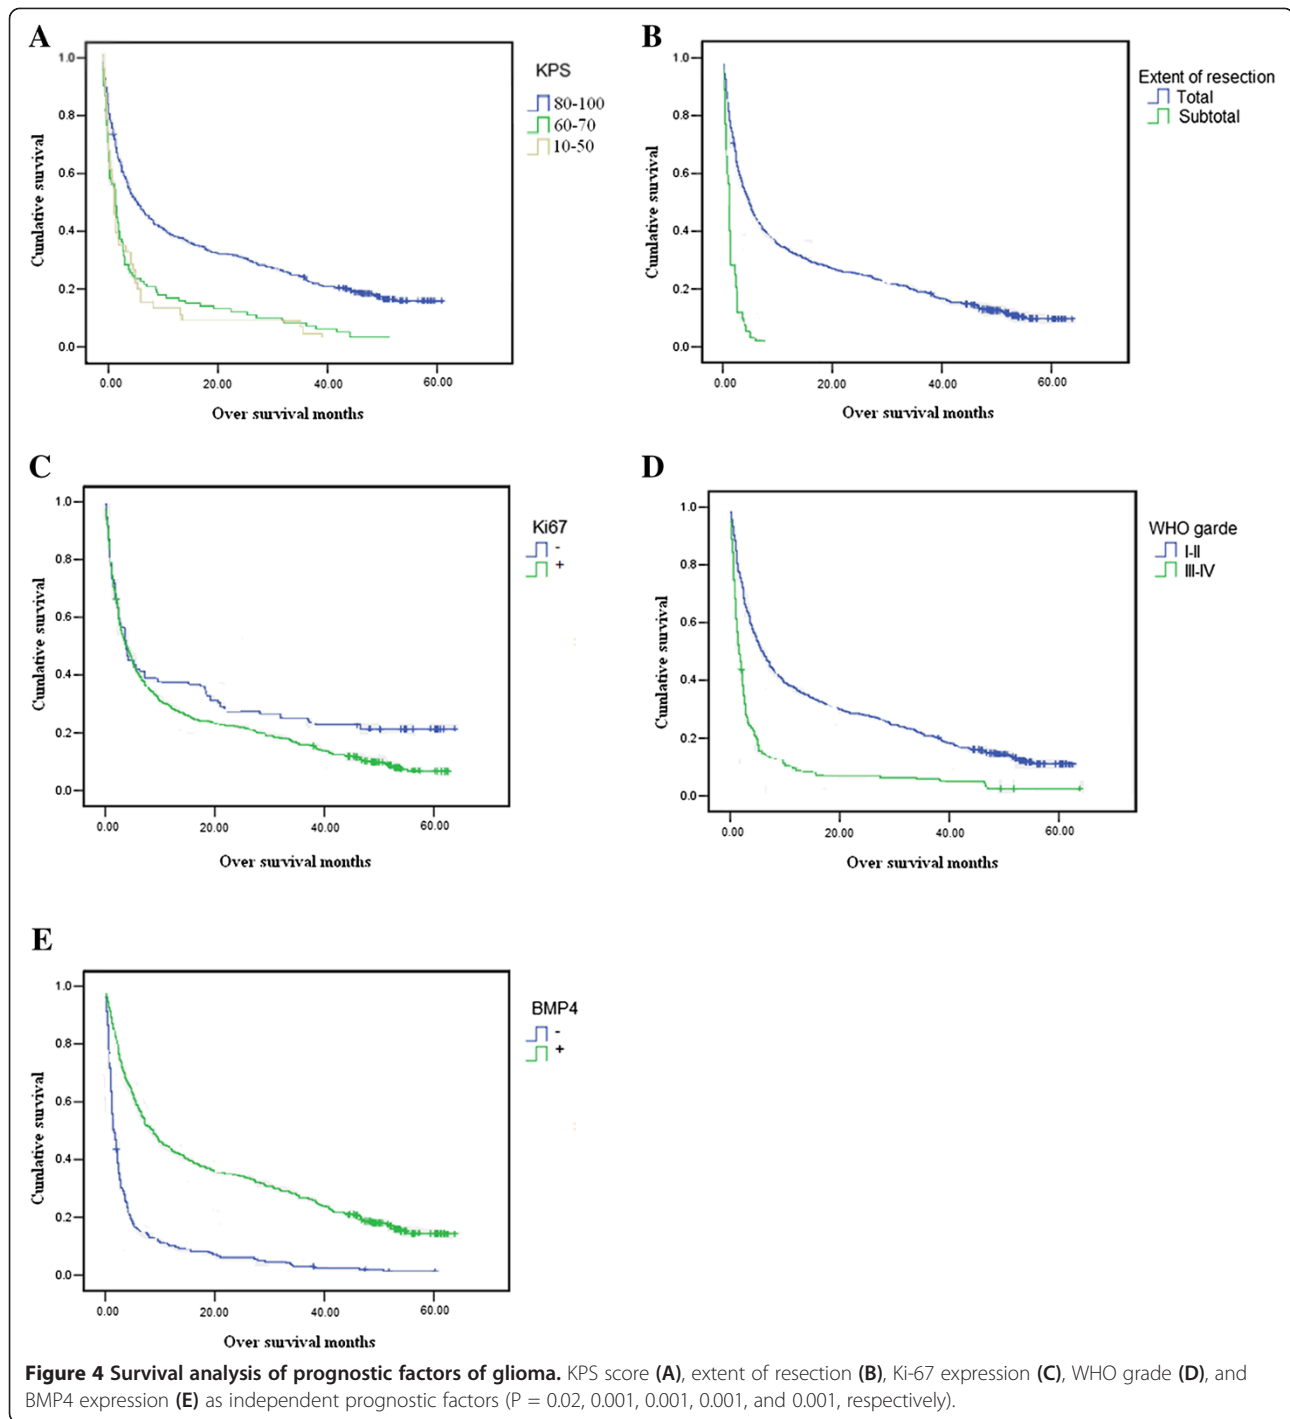 A
1.0
0.8
0.6
0.4
0.2
0.0
Cumlative survival
0.00 20.00 40.00 60.00
Over survival months
KPS
80-100
60-70
10-50
B
1.0
0.8
0.6
0.4
0.2
0.0
Cumlative survival
0.00 20.00 40.00 60.00
Over survival months
Extent of resection
Total
Subtotal
C
1.0
0.8
0.6
0.4
0.2
0.0
Cumlative survival
0.00 20.00 40.00 60.00
Over survival months
Ki67
-
+
D
1.0
0.8
0.6
0.4
0.2
0.0
Cumlative survival
0.00 20.00 40.00 60.00
Over survival months
WHO garde
I-II
III-IV
E
1.0
0.8
0.6
0.4
0.2
0.0
Cumlative survival
0.00 20.00 40.00 60.00
Over survival months
BMP4
-
+
Figure 4 Survival analysis of prognostic factors of glioma. KPS score (A), extent of resection (B), Ki-67 expression (C), WHO grade (D), and
BMP4 expression (E) as independent prognostic factors (P = 0.02, 0.001, 0.001, 0.001, and 0.001, respectively).